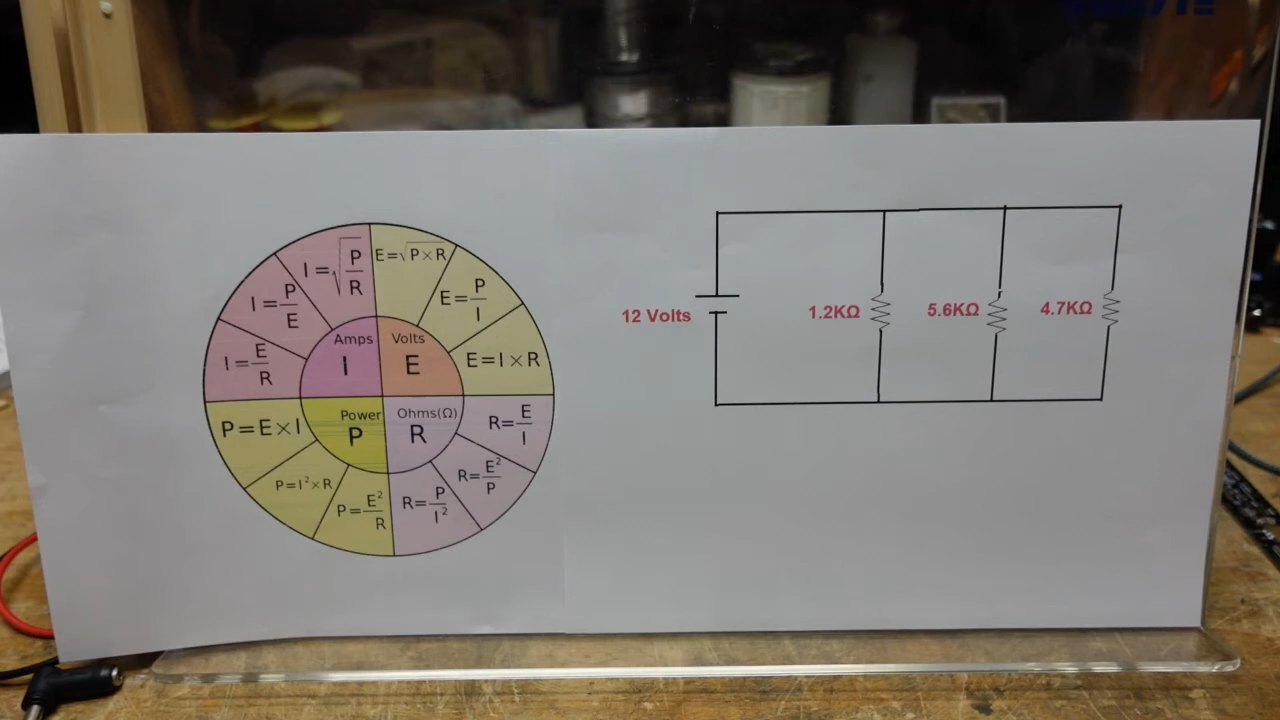 I=√P/R
E=√P×R
I=P/E
E=P/I
I=E/R
E=I×R
Amps
I
Volts
E
Power
P
Ohms(Ω)
R
P=E×I
R=E/I
P=I²×R
R=E²/P
P=E²/R
R=P/I²
12 Volts
1.2KΩ
5.6KΩ
4.7KΩ